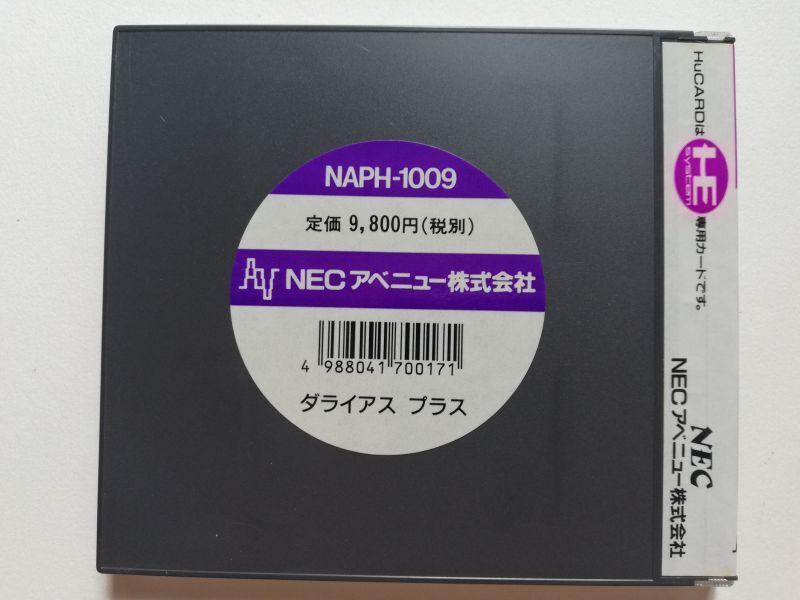 NAPH-1009
定価 9,800円(税別)
NECアベニュー株式会社
4 988041 700171
ダライアス プラス
HuCARDは HE system 専用カードです。
NEC
NECアベニュー株式会社